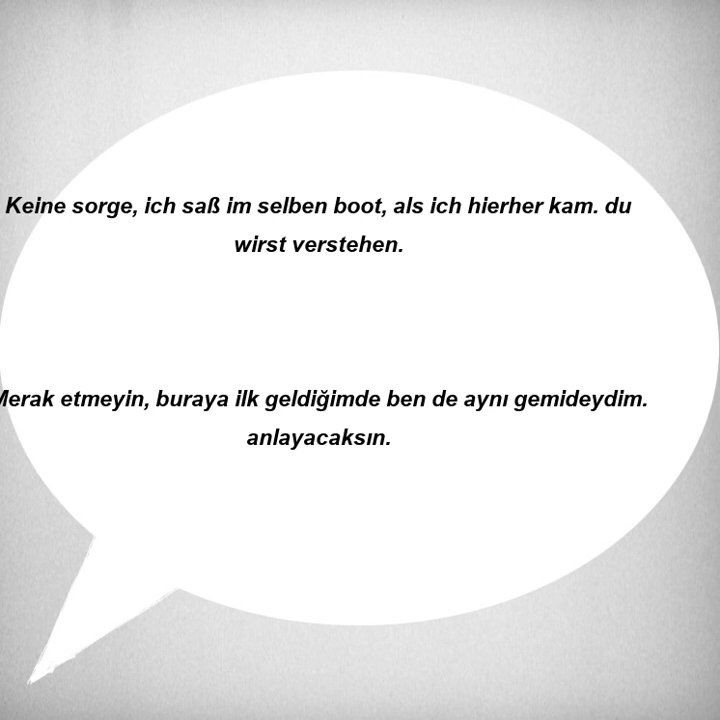 Keine sorge, ich saß im selben boot, als ich hierher kam. du
wirst verstehen.
Merak etmeyin, buraya ilk geldiğimde ben de aynı gemideydim.
anlayacaksın.